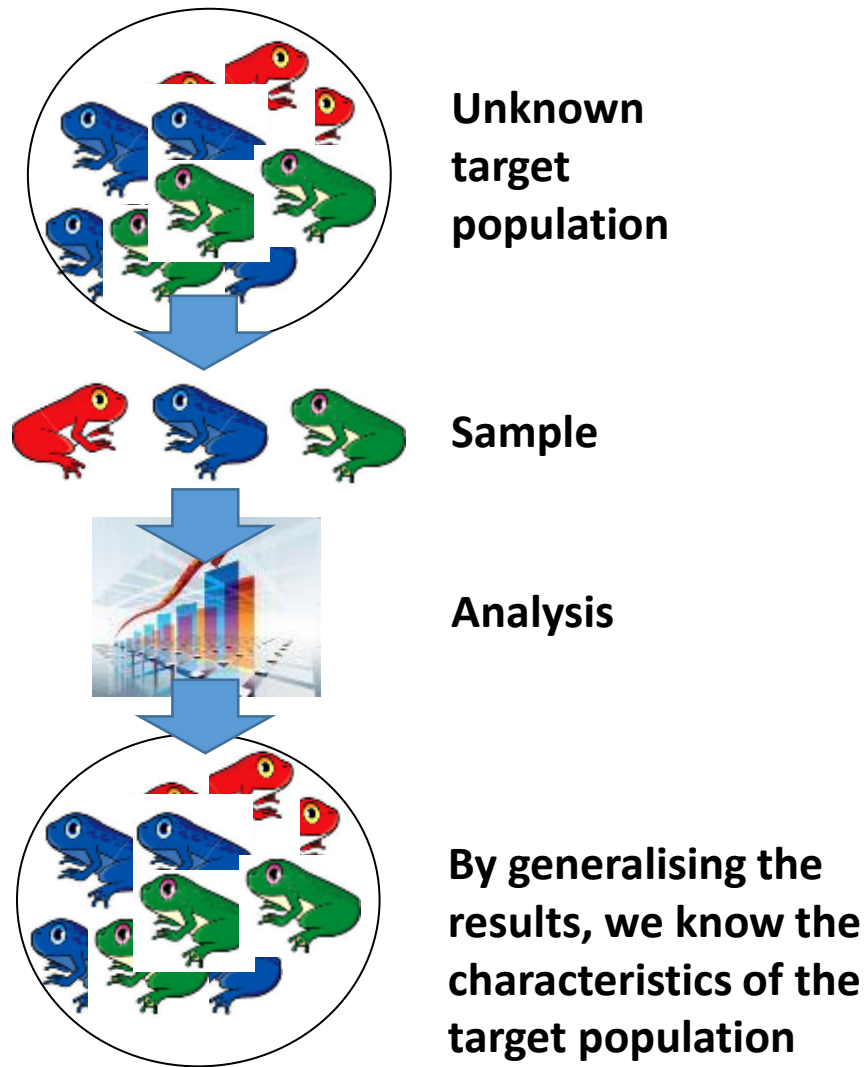 Unknown
target
population
Sample
Analysis
By generalising the
results, we know the
characteristics of the
target population